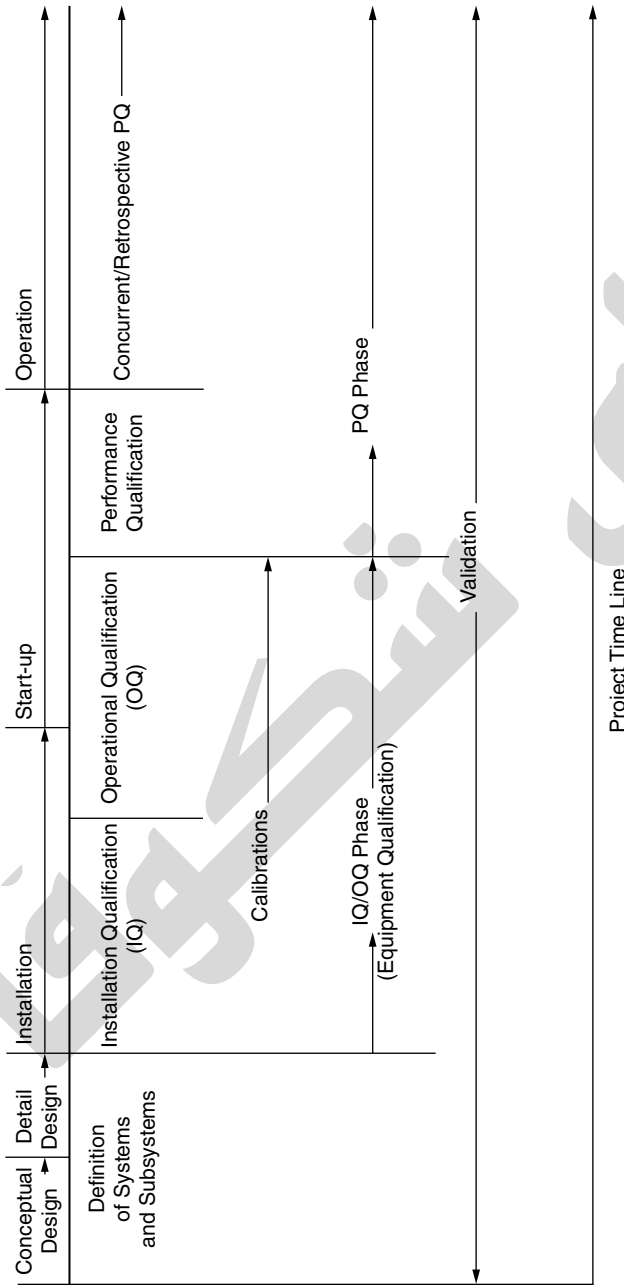 Conceptual
Design
Detail
Design
Installation
Start-up
Operation
Definition
of Systems
and Subsystems
Installation Qualification
(IQ)
Operational Qualification
(OQ)
Performance
Qualification
Concurrent/Retrospective PQ
Calibrations
IQ/OQ Phase
(Equipment Qualification)
PQ Phase
Validation
Project Time Line